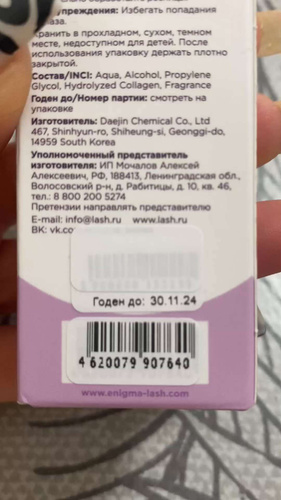 упреждения: Избегать попадания
глаза.
Хранить в прохладном, сухом, темном
месте, недоступном для детей. После
использования упаковку держать плотно
закрытой.
Состав/INCI: Aqua, Alcohol, Propylene
Glycol, Hydrolyzed Collagen, Fragrance
Годен до/Номер партии: смотреть на
упаковке
Изготовитель: Daejin Chemical Co., Ltd
467, Shinhyun-ro, Shiheung-si, Geonggi-do,
14959 South Korea
Уполномоченный представитель
изготовителя: ИП Мочалов Алексей
Алексеевич, РФ, 188413, Ленинградская обл.,
Волосовский р-н, д. Рабитицы, д. 10, кв. 46,
тел.: 8 800 200 5274
Претензии направлять представителю
E-mail: info@lash.ru www.lash.ru
ВК: vk.co
Годен до: 30.11.24
4 620079 907640
www.enigma-lash.com